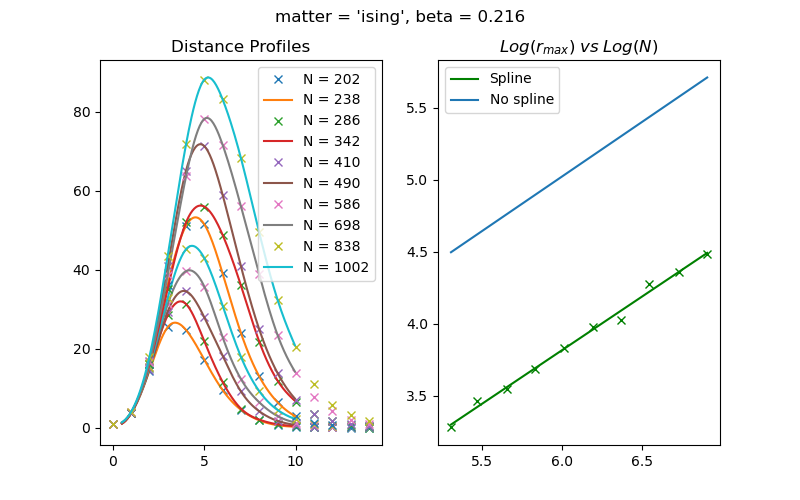 matter = 'ising', beta = 0.216
Distance Profiles
Log(r_max) vs Log(N)
N = 202
N = 238
N = 286
N = 342
N = 410
N = 490
N = 586
N = 698
N = 838
N = 1002
Spline
No spline
80
60
40
20
0
0
5
10
5.5
5.0
4.5
4.0
3.5
5.5
6.0
6.5